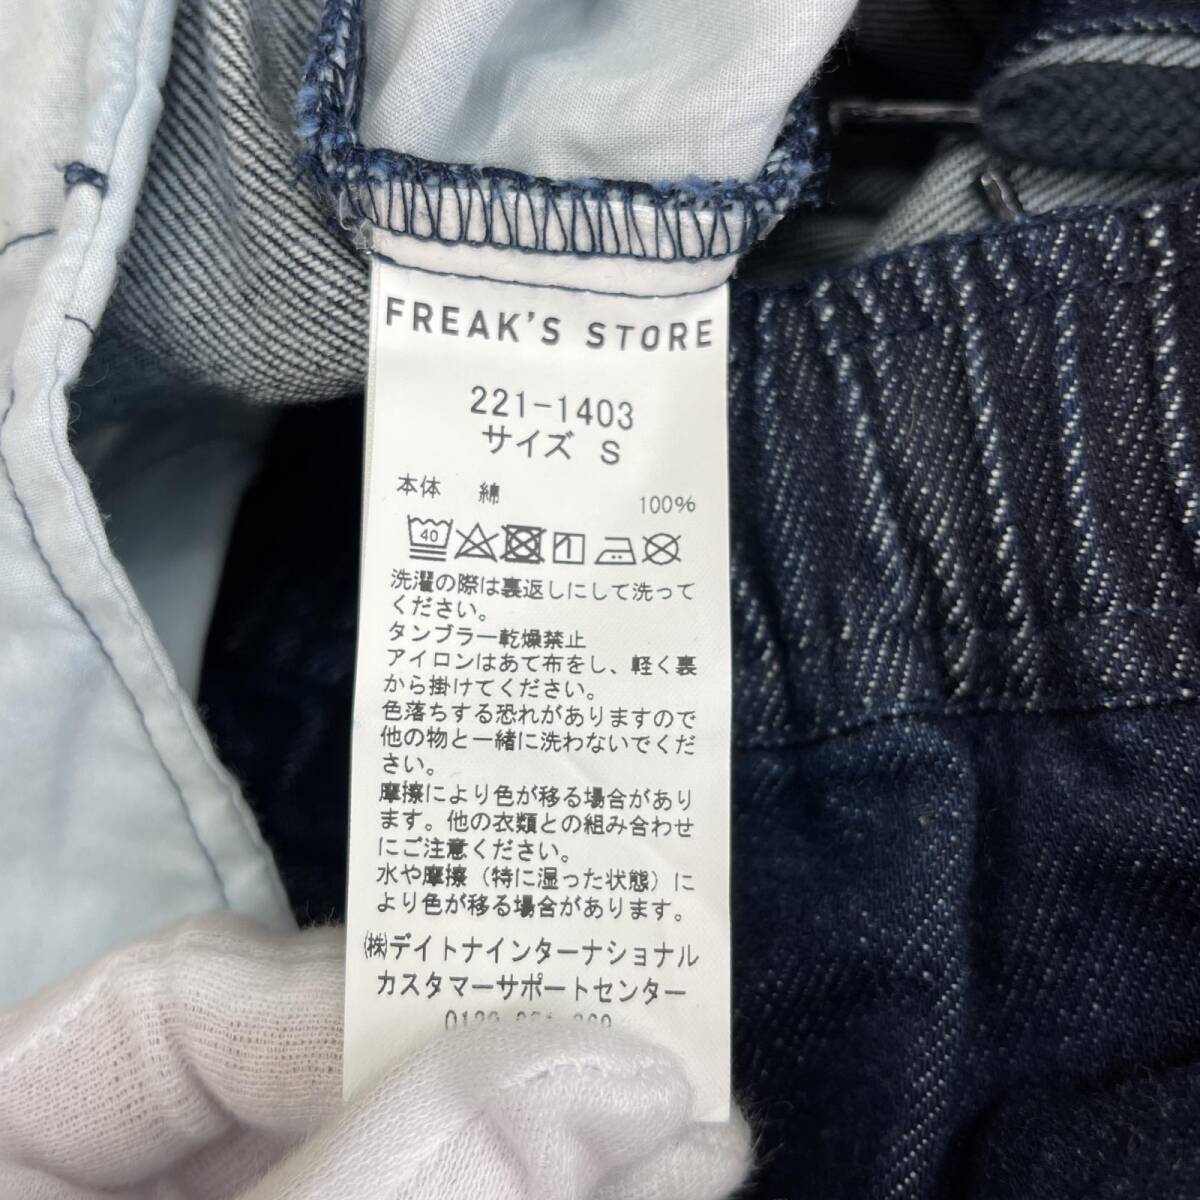 FREAK'S STORE
221-1403
サイズ S
本体 綿 100%
40
洗濯の際は裏返しにして洗って
ください。
タンブラー乾燥禁止
アイロンはあて布をし、軽く裏
から掛けてください。
色落ちする恐れがありますので
他の物と一緒に洗わないでくだ
さい。
摩擦により色が移る場合があり
ます。他の衣類との組み合わせ
にご注意ください。
水や摩擦（特に湿った状態）に
より色が移る場合があります。
㈱デイトナインターナショナル
カスタマーサポートセンター